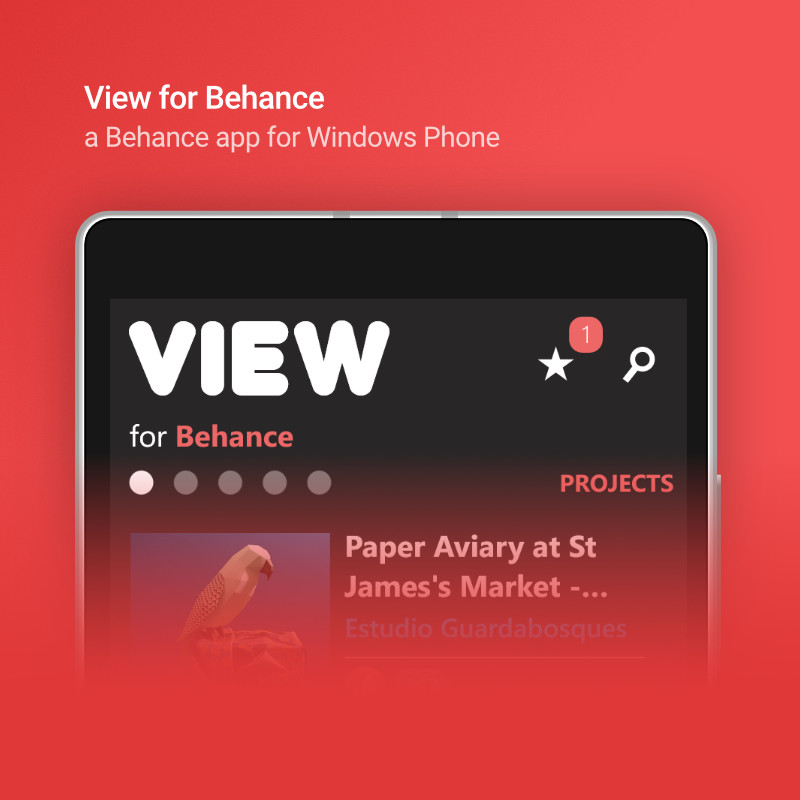 View for Behance
a Behance app for Windows Phone
VIEW
1
for Behance
PROJECTS
Paper Aviary at St
James's Market -...
Estudio Guardabosques